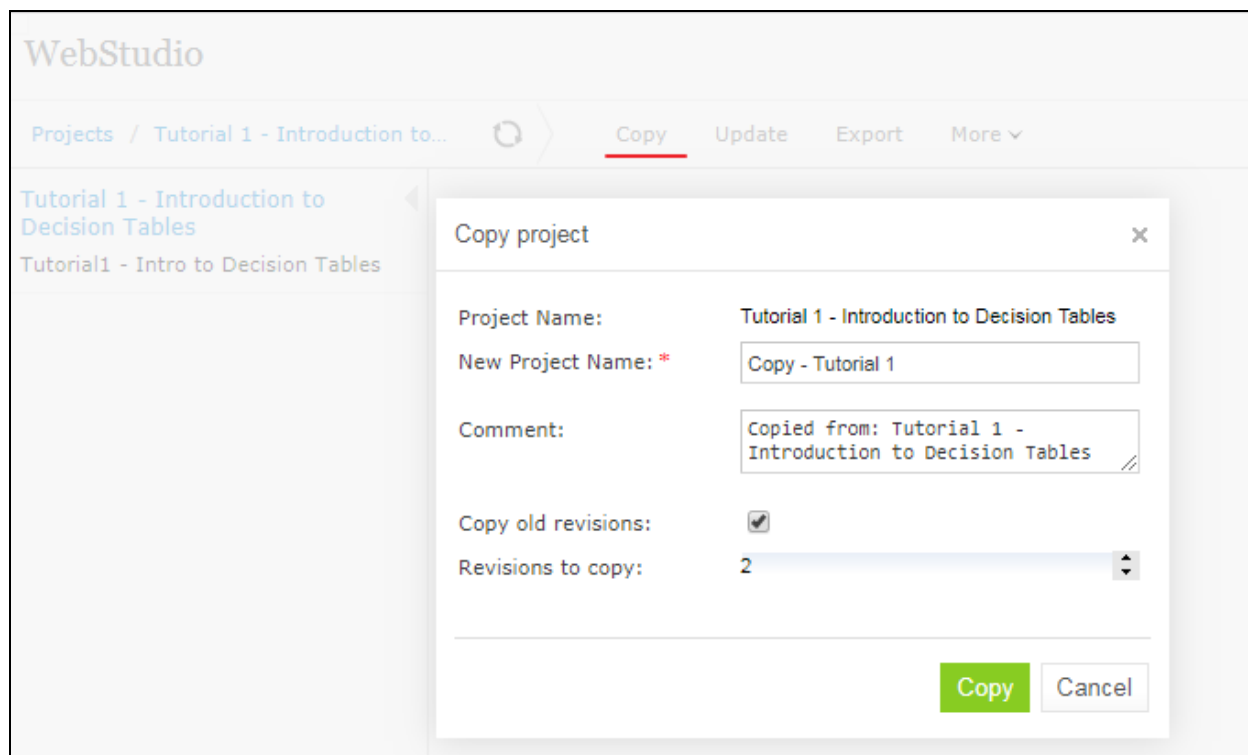 WebStudio
Projects / Tutorial 1 - Introduction to...
Copy
Update
Export
More
Tutorial 1 - Introduction to
Decision Tables
Tutorial1 - Intro to Decision Tables
Copy project
Project Name: Tutorial 1 - Introduction to Decision Tables
New Project Name: * Copy - Tutorial 1
Comment: Copied from: Tutorial 1 -
Introduction to Decision Tables
Copy old revisions:
Revisions to copy: 2
Copy
Cancel